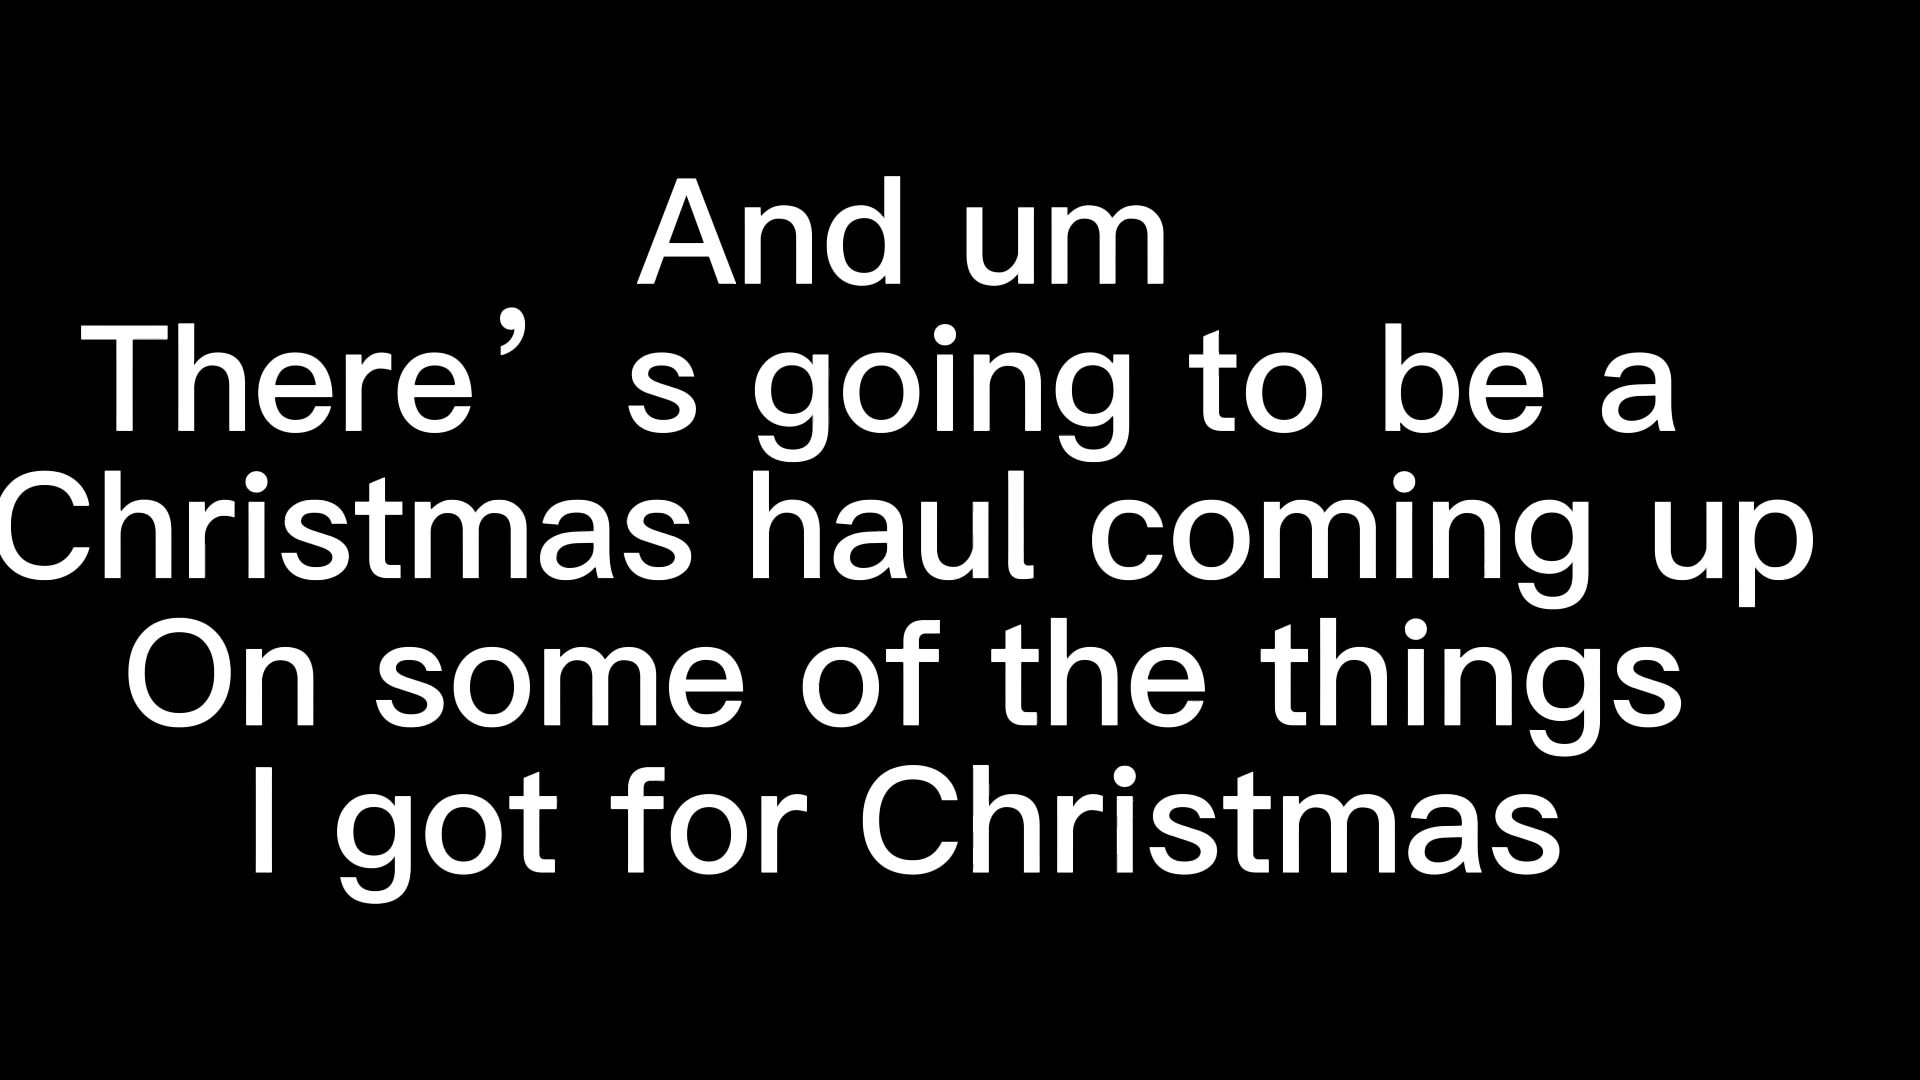 And um
There’s going to be a
Christmas haul coming up
On some of the things
I got for Christmas